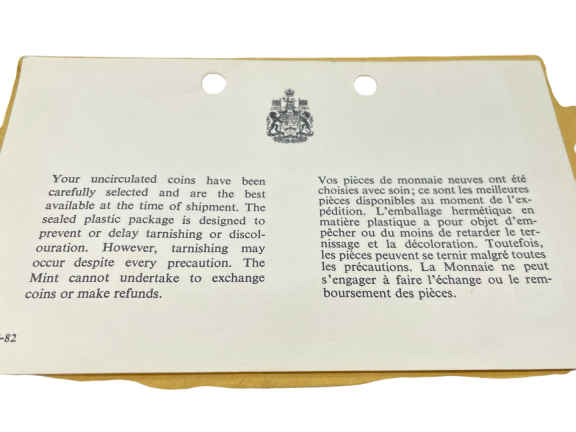 Your uncirculated coins have been
carefully selected and are the best
available at the time of shipment. The
sealed plastic package is designed to
prevent or delay tarnishing or discol-
ouration. However, tarnishing may
occur despite every precaution. The
Mint cannot undertake to exchange
coins or make refunds.
Vos pièces de monnaie neuves ont été
choisies avec soin; ce sont les meilleures
pièces disponibles au moment de l'ex-
pédition. L'emballage hermétique en
matière plastique a pour objet d'em-
pêcher ou du moins de retarder le ter-
nissage et la décoloration. Toutefois,
les pièces peuvent se ternir malgré toutes
les précautions. La Monnaie ne peut
s'engager à faire l'échange ou le rem-
boursement des pièces.
-82